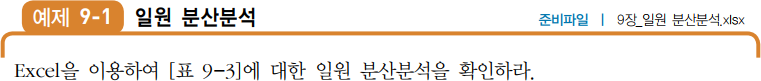 예제 9-1 일원 분산분석 준비파일 | 9장_일원 분산분석.xlsx
Excel을 이용하여 [표 9-3]에 대한 일원 분산분석을 확인하라.